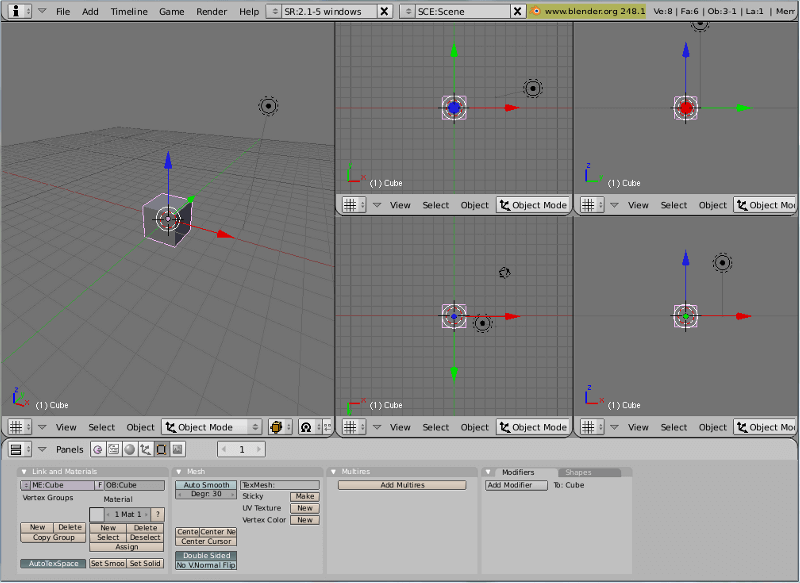 File Add Timeline Game Render Help SR:2.1-5 windows SCE:Scene www.blender.org 248.1 Ve:8 | Fa:6 | Ob:3-1 | La:1 |
(1) Cube
(1) Cube
View Select Object Object Mode
View Select Object Object Mo
(1) Cube
(1) Cube
(1) Cube
View Select Object Object Mode
View Select Object Object Mode
View Select Object Object Mo
Panels 1
Link and Materials
ME:Cube F OB:Cube
Vertex Groups
Material
1 Mat 1 ?
New Delete New Delete
Copy Group Select Deselect
Assign
AutoTexSpace Set Smoo Set Solid
Mesh
Auto Smooth
Degr: 30
TexMesh:
Sticky Make
UV Texture New
Vertex Color New
Cente Center Ne
Center Cursor
Double Sided
No V.Normal Flip
Multires
Add Multires
Modifiers Shapes
Add Modifier To: Cube